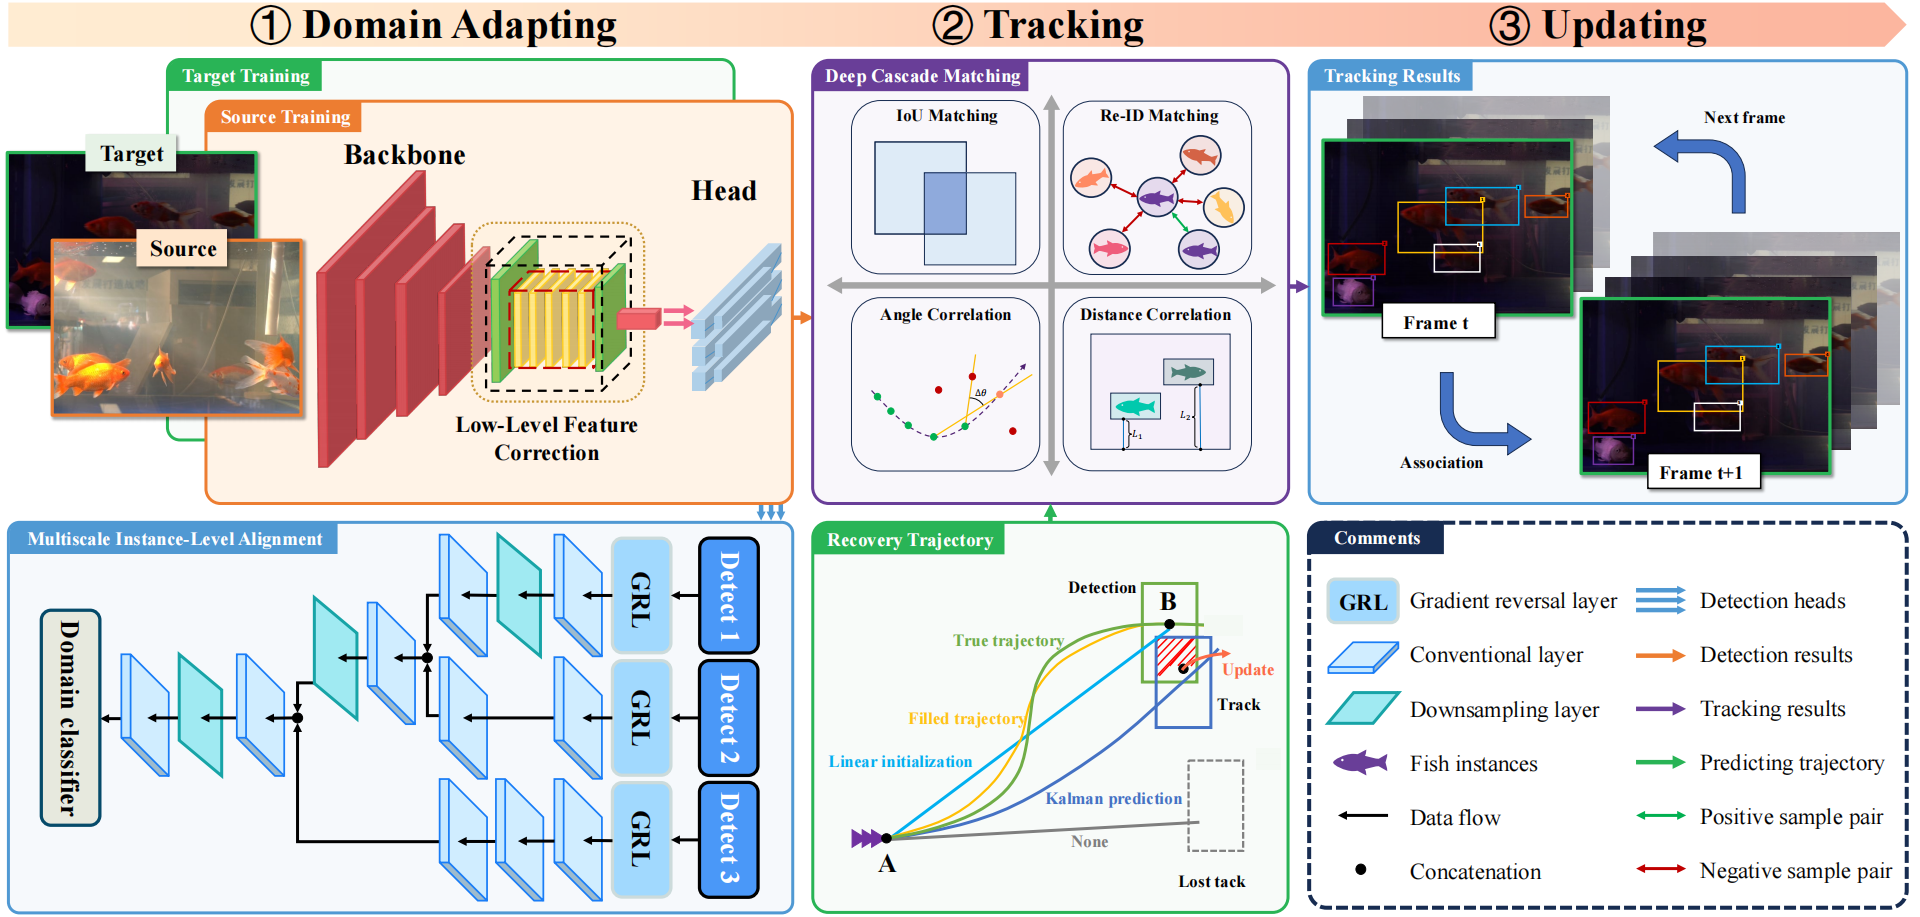 ① Domain Adapting
② Tracking
③ Updating
Target Training
Source Training
Target
Source
Backbone
Head
Low-Level Feature
Correction
Deep Cascade Matching
IoU Matching
Re-ID Matching
Angle Correlation
Δθ
Distance Correlation
L1
L2
Tracking Results
Next frame
Frame t
Association
Frame t+1
Multiscale Instance-Level Alignment
Domain classifier
GRL
Detect 1
GRL
Detect 2
GRL
Detect 3
Recovery Trajectory
Detection
B
True trajectory
Update
Track
Filled trajectory
Linear initialization
Kalman prediction
None
A
Lost tack
Comments
GRL
Gradient reversal layer
Detection heads
Conventional layer
Detection results
Downsampling layer
Tracking results
Fish instances
Predicting trajectory
Data flow
Positive sample pair
Concatenation
Negative sample pair